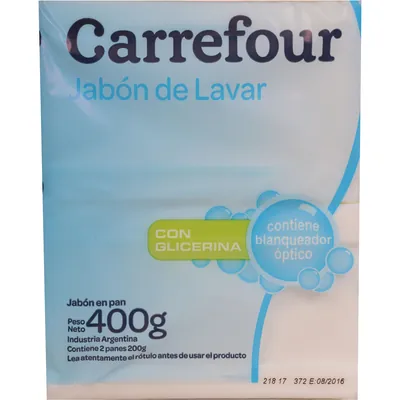 Carrefour
Jabón de Lavar
CON
GLICERINA
contiene
blanqueador
óptico
Jabón en pan
Peso
Neto 400g
Industria Argentina
Contiene 2 panes 200g
Lea atentamente el rótulo antes de usar el producto
218 17 372 E:08/2016